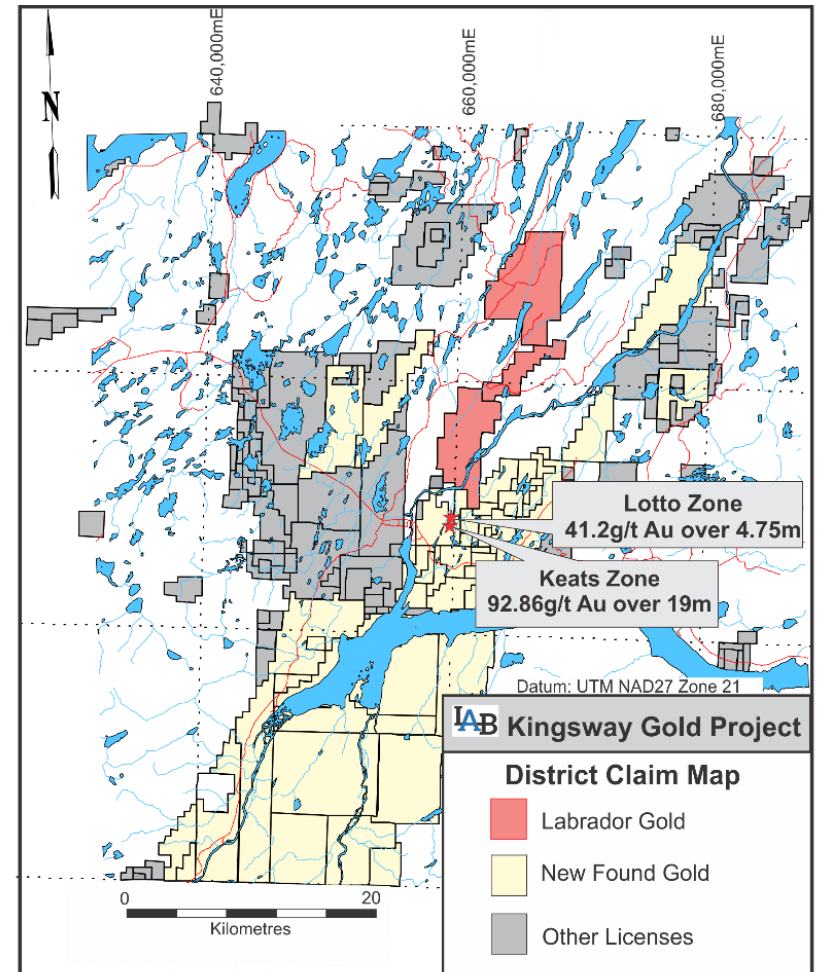 640,000mE
660,000mE
680,000mE
N
Lotto Zone
41.2g/t Au over 4.75m
Keats Zone
92.86g/t Au over 19m
Datum: UTM NAD27 Zone 21
LAB Kingsway Gold Project
District Claim Map
Labrador Gold
New Found Gold
Other Licenses
0 20
Kilometres